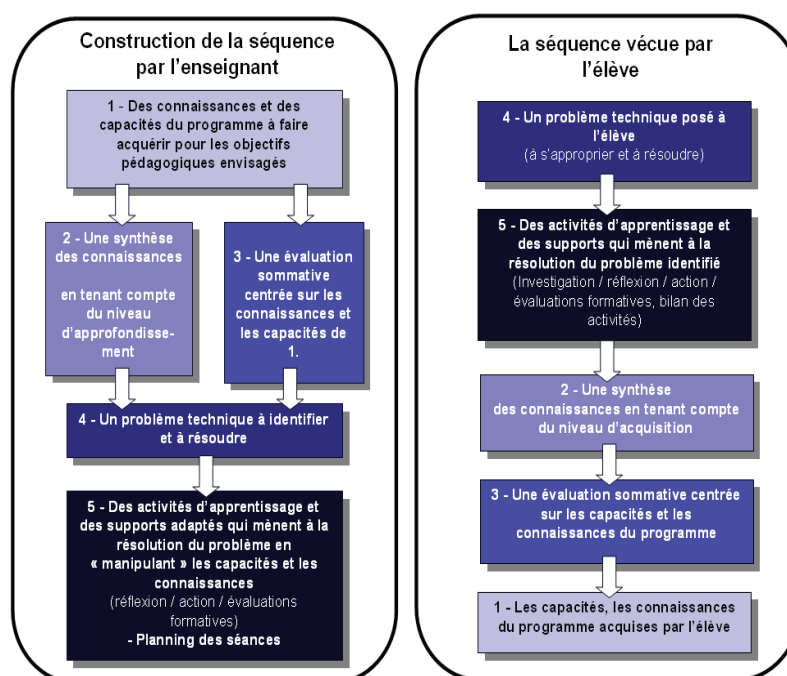 Construction de la séquence
par l'enseignant
1 - Des connaissances et des
capacités du programme à faire
acquérir pour les objectifs
pédagogiques envisagés
2 - Une synthèse
des connaissances
en tenant compte
du niveau
d'approfondisse-
ment
3 - Une évaluation
sommative
centrée sur les
connaissances et
les capacités de
1.
4 - Un problème technique à identifier
et à résoudre
5 - Des activités d'apprentissage et
des supports adaptés qui mènent à la
résolution du problème en
« manipulant » les capacités et les
connaissances
(réflexion / action / évaluations
formatives)
- Planning des séances
La séquence vécue par
l'élève
4 - Un problème technique posé à
l'élève
(à s'approprier et à résoudre)
5 - Des activités d'apprentissage et
des supports qui mènent à la
résolution du problème identifié
(Investigation / réflexion / action /
évaluations formatives, bilan des
activités)
2 - Une synthèse
des connaissances en tenant compte
du niveau d'acquisition
3 - Une évaluation sommative centrée
sur les capacités et les
connaissances du programme
1 - Les capacités, les connaissances
du programme acquises par l'élève